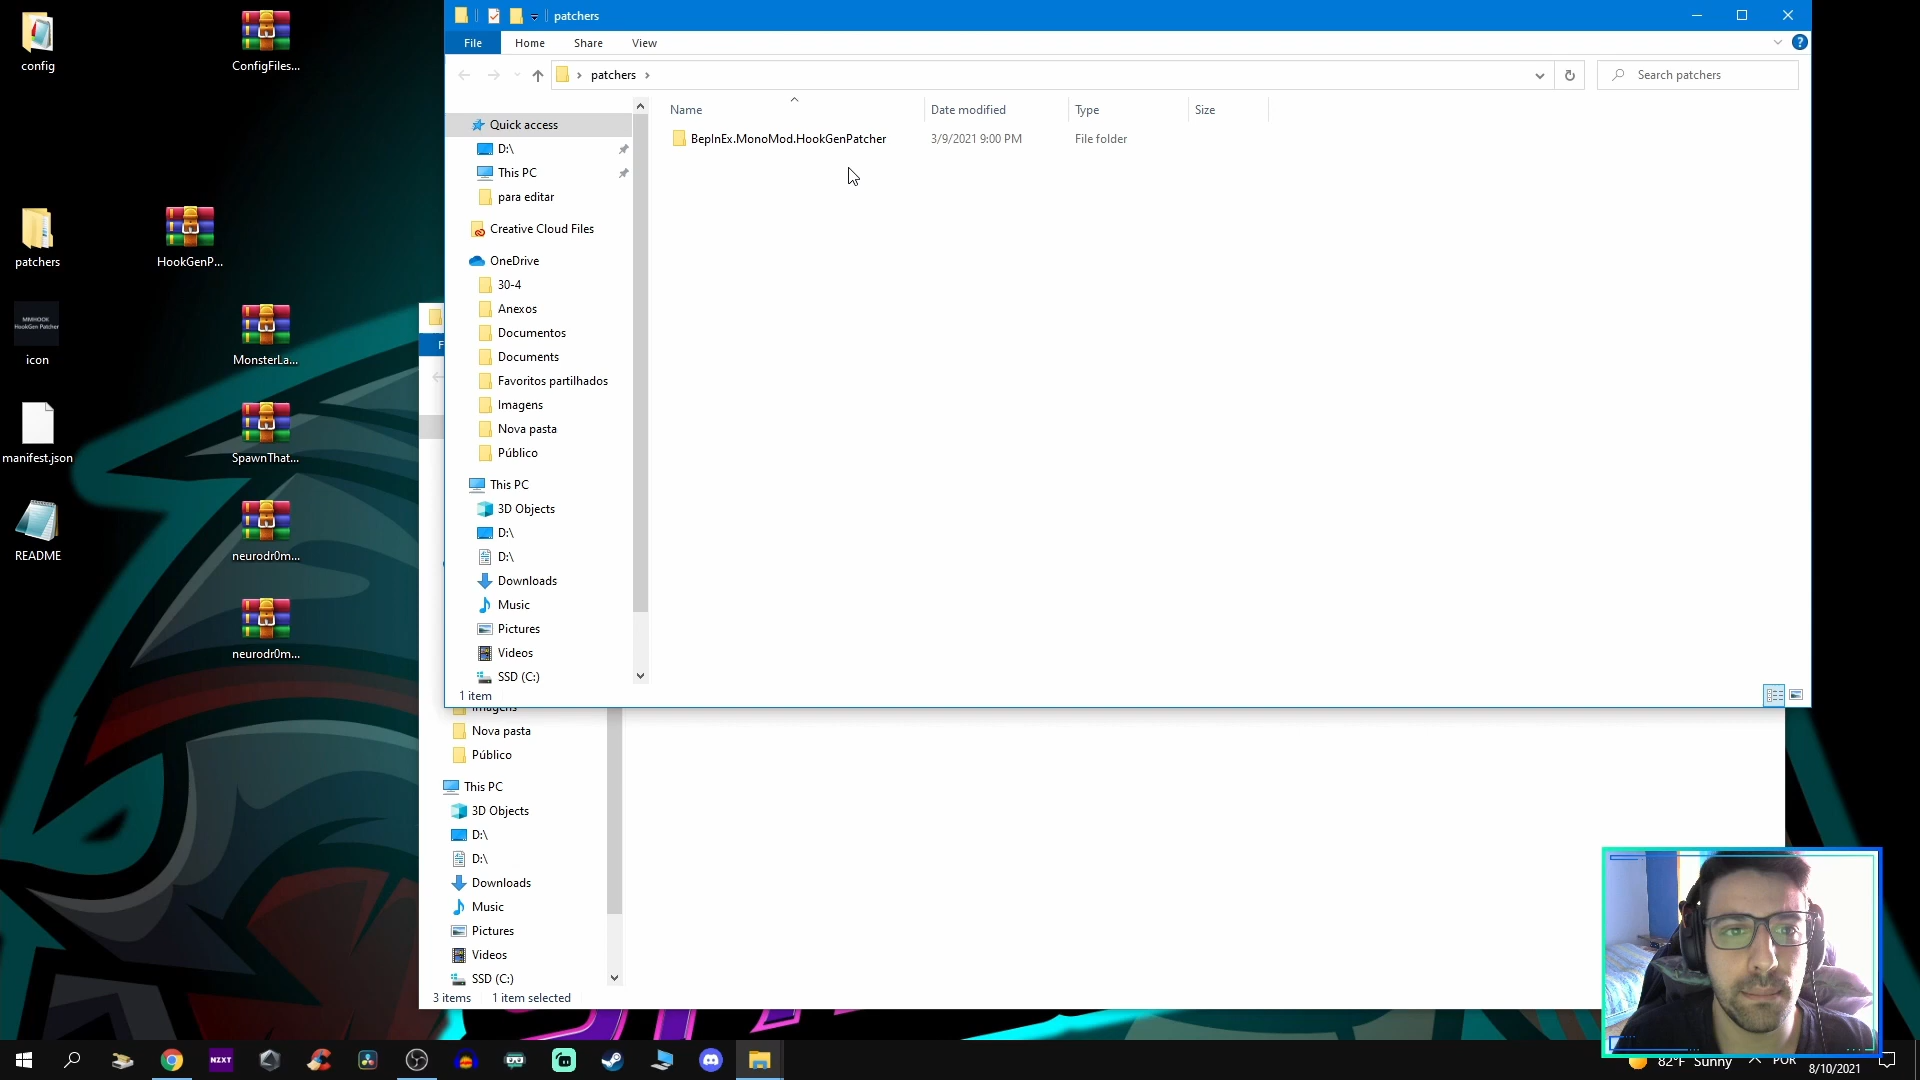 config
ConfigFiles...
patchers
HookGenP...
MMHOOK
HookGen Patcher
icon
MonsterLa...
manifest.json
SpawnThat...
README
neurodr0m...
neurodr0m...
patchers
File
Home
Share
View
patchers
Search patchers
Name
Date modified
Type
Size
BepInEx.MonoMod.HookGenPatcher
3/9/2021 9:00 PM
File folder
Quick access
D:\
This PC
para editar
Creative Cloud Files
OneDrive
30-4
Anexos
Documentos
Documents
Favoritos partilhados
Imagens
Nova pasta
Público
This PC
3D Objects
D:\
D:\
Downloads
Music
Pictures
Videos
SSD (C:)
1 item
Imagens
Nova pasta
Público
This PC
3D Objects
D:\
D:\
Downloads
Music
Pictures
Videos
SSD (C:)
3 items
1 item selected
NZXT
82°F Sunny
POR
8/10/2021